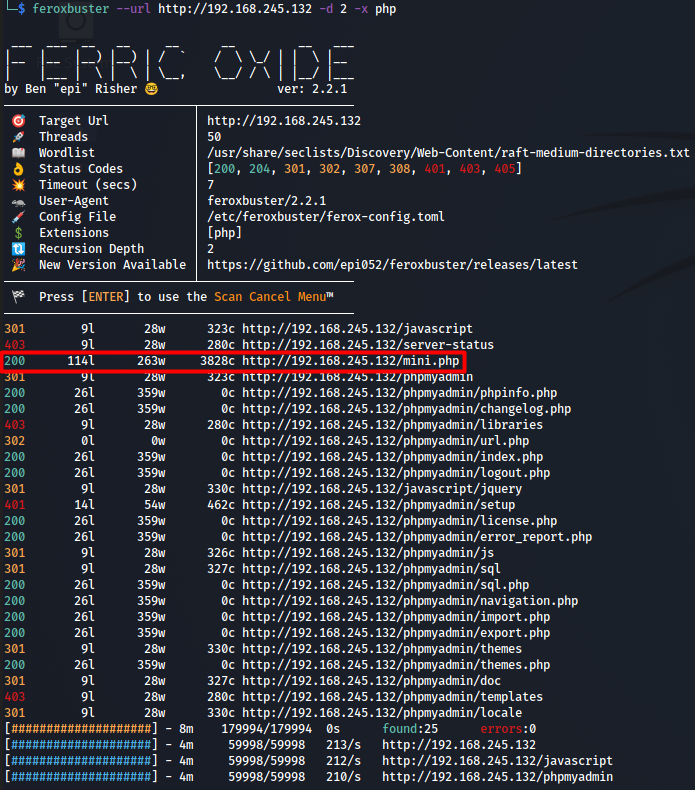 └─$ feroxbuster --url http://192.168.245.132 -d 2 -x php
FERRIC OXIDE
by Ben "epi" Risher 🤓 ver: 2.2.1
🎯 Target Url │ http://192.168.245.132
🚀 Threads │ 50
📖 Wordlist │ /usr/share/seclists/Discovery/Web-Content/raft-medium-directories.txt
👌 Status Codes │ [200, 204, 301, 302, 307, 308, 401, 403, 405]
💥 Timeout (secs) │ 7
🦡 User-Agent │ feroxbuster/2.2.1
💉 Config File │ /etc/feroxbuster/ferox-config.toml
💲 Extensions │ [php]
🔃 Recursion Depth │ 2
🎉 New Version Available │ https://github.com/epi052/feroxbuster/releases/latest
🏁 Press [ENTER] to use the Scan Cancel Menu™
301 9l 28w 323c http://192.168.245.132/javascript
403 9l 28w 280c http://192.168.245.132/server-status
200 114l 263w 3828c http://192.168.245.132/mini.php
301 9l 28w 323c http://192.168.245.132/phpmyadmin
200 26l 359w 0c http://192.168.245.132/phpmyadmin/phpinfo.php
200 26l 359w 0c http://192.168.245.132/phpmyadmin/changelog.php
403 9l 28w 280c http://192.168.245.132/phpmyadmin/libraries
302 0l 0w 0c http://192.168.245.132/phpmyadmin/url.php
200 26l 359w 0c http://192.168.245.132/phpmyadmin/index.php
200 26l 359w 0c http://192.168.245.132/phpmyadmin/logout.php
301 9l 28w 330c http://192.168.245.132/javascript/jquery
401 14l 54w 462c http://192.168.245.132/phpmyadmin/setup
200 26l 359w 0c http://192.168.245.132/phpmyadmin/license.php
200 26l 359w 0c http://192.168.245.132/phpmyadmin/error_report.php
301 9l 28w 326c http://192.168.245.132/phpmyadmin/js
301 9l 28w 327c http://192.168.245.132/phpmyadmin/sql
200 26l 359w 0c http://192.168.245.132/phpmyadmin/sql.php
200 26l 359w 0c http://192.168.245.132/phpmyadmin/navigation.php
200 26l 359w 0c http://192.168.245.132/phpmyadmin/import.php
200 26l 359w 0c http://192.168.245.132/phpmyadmin/export.php
301 9l 28w 330c http://192.168.245.132/phpmyadmin/themes
200 26l 359w 0c http://192.168.245.132/phpmyadmin/themes.php
301 9l 28w 327c http://192.168.245.132/phpmyadmin/doc
403 9l 28w 280c http://192.168.245.132/phpmyadmin/templates
301 9l 28w 330c http://192.168.245.132/phpmyadmin/locale
[####################] - 8m 179994/179994 0s found:25 errors:0
[####################] - 4m 59998/59998 213/s http://192.168.245.132
[####################] - 4m 59998/59998 212/s http://192.168.245.132/javascript
[####################] - 4m 59998/59998 210/s http://192.168.245.132/phpmyadmin